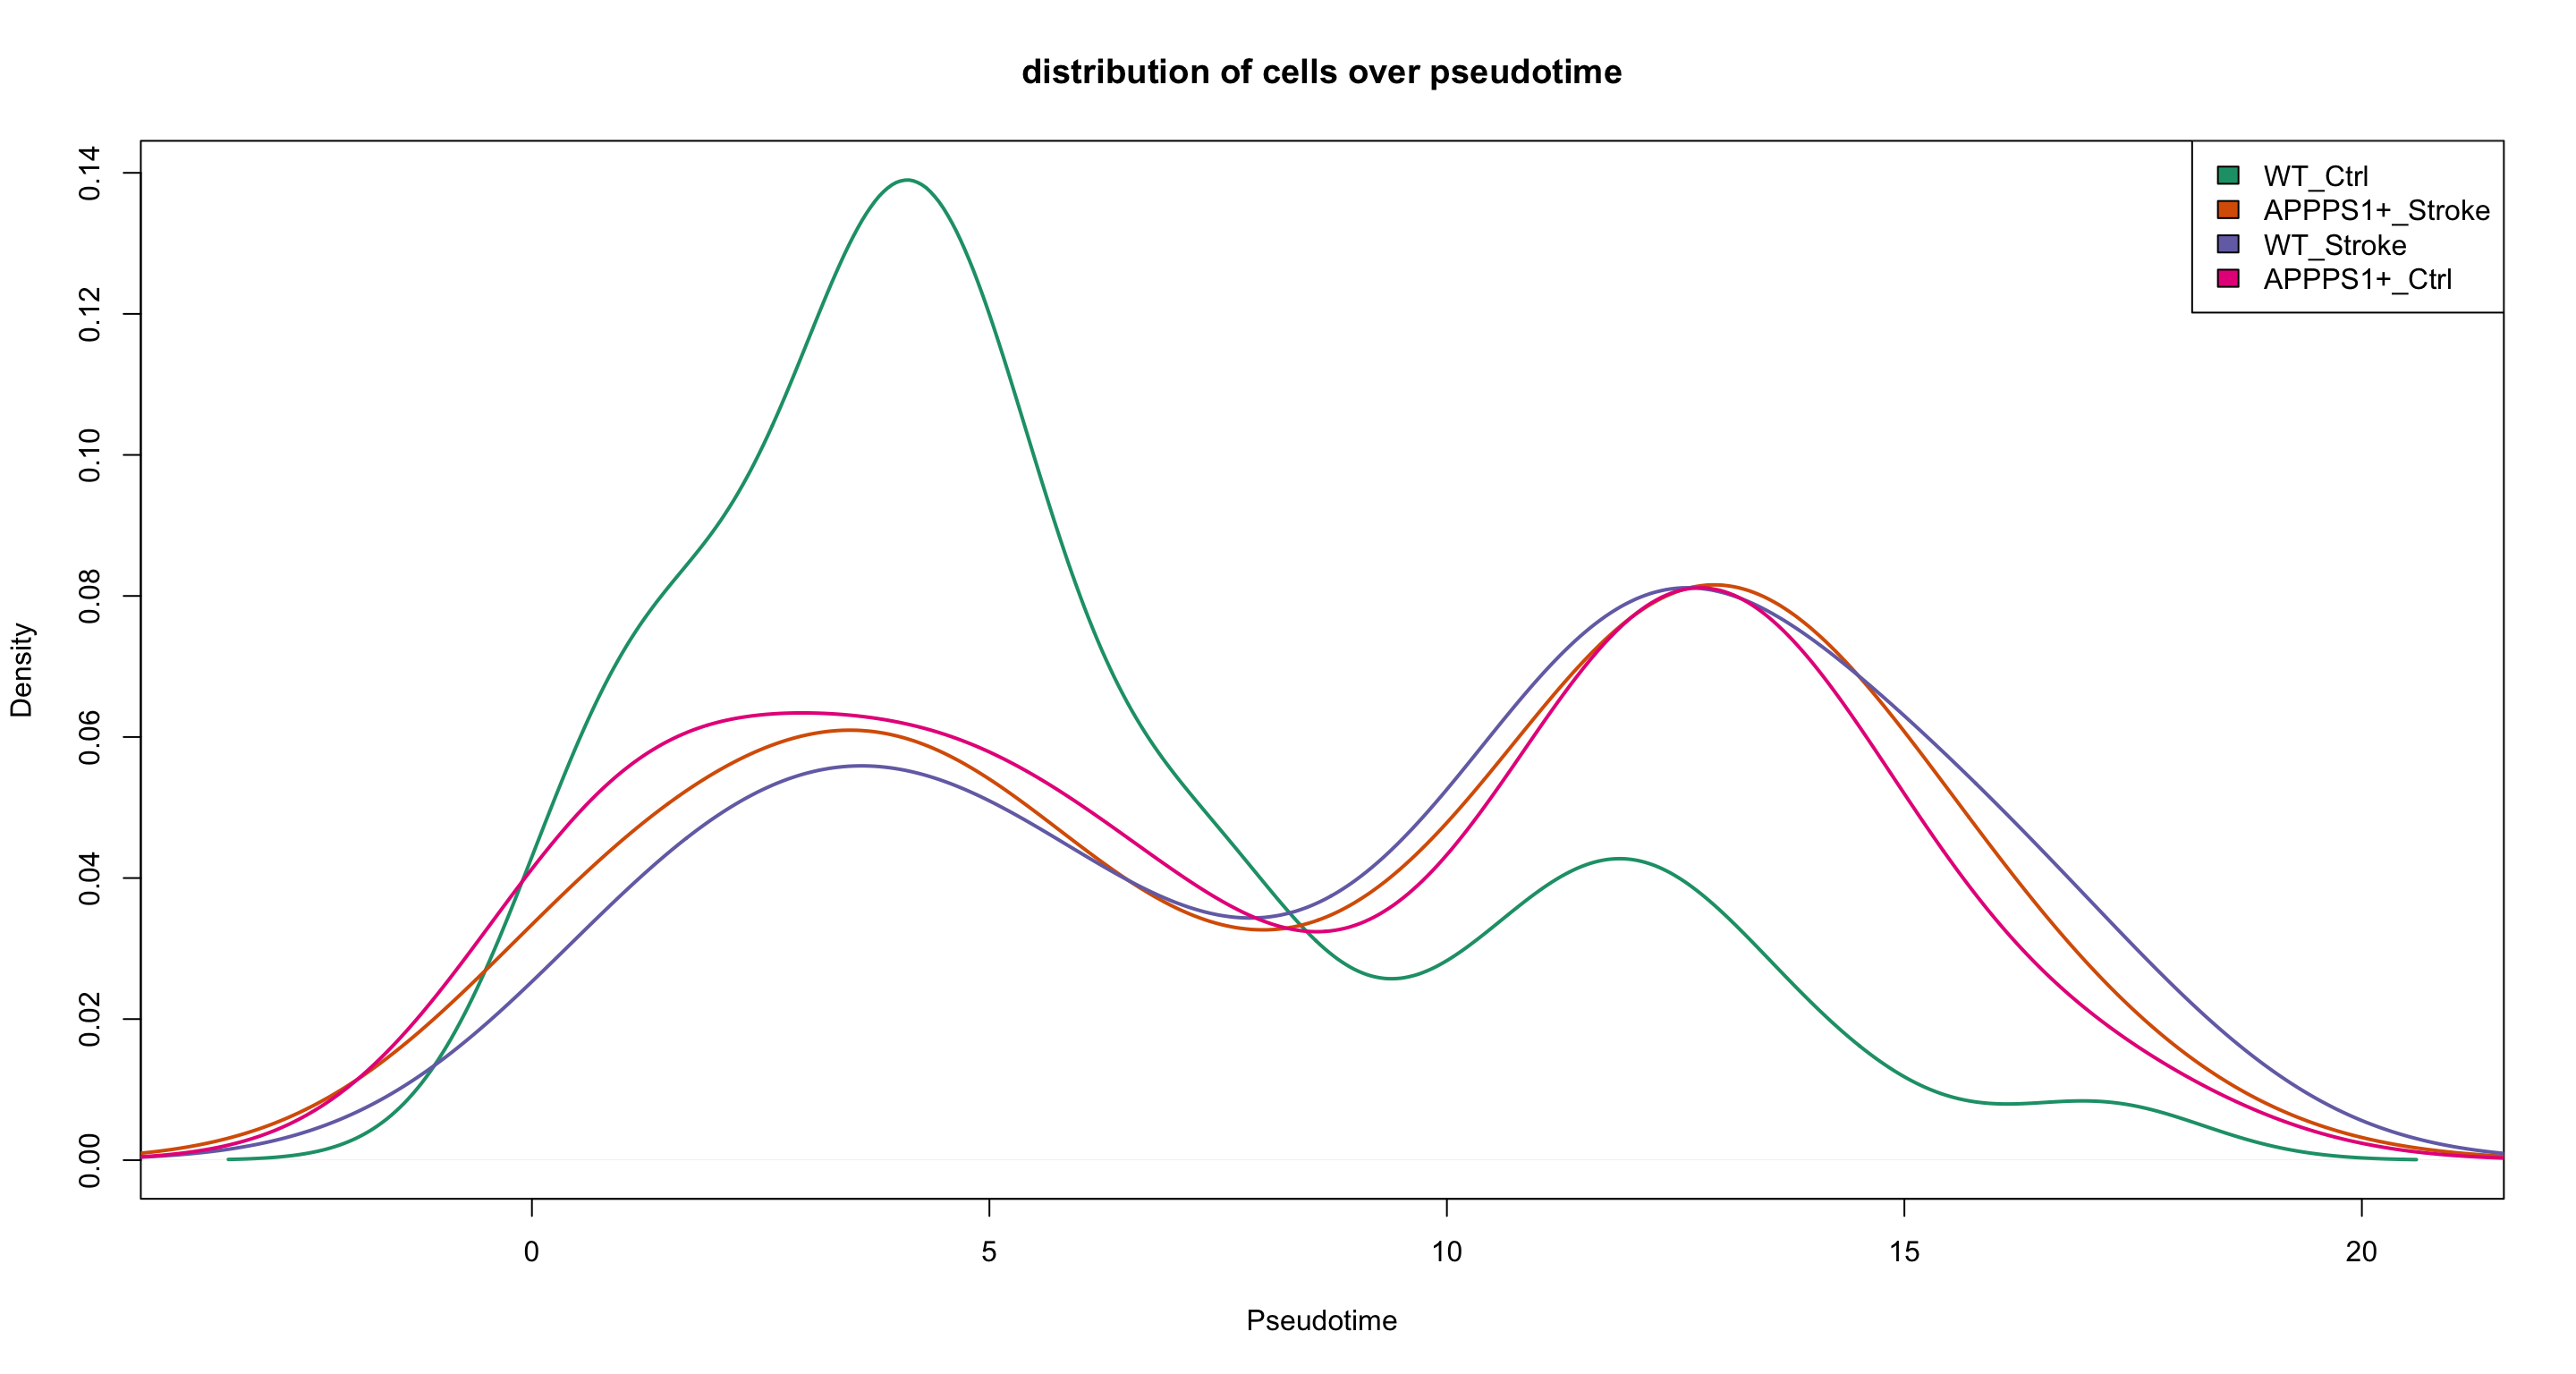 distribution of cells over pseudotime
WT_Ctrl
APPPS1+_Stroke
WT_Stroke
APPPS1+_Ctrl
Density
0.14
0.12
0.10
0.08
0.06
0.04
0.02
0.00
0
5
10
15
20
Pseudotime